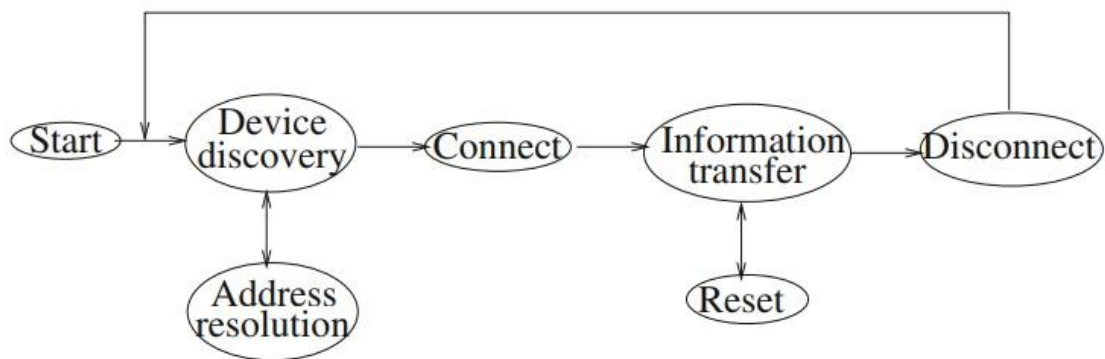 Start
Device
discovery
Connect
Information
transfer
Disconnect
Address
resolution
Reset